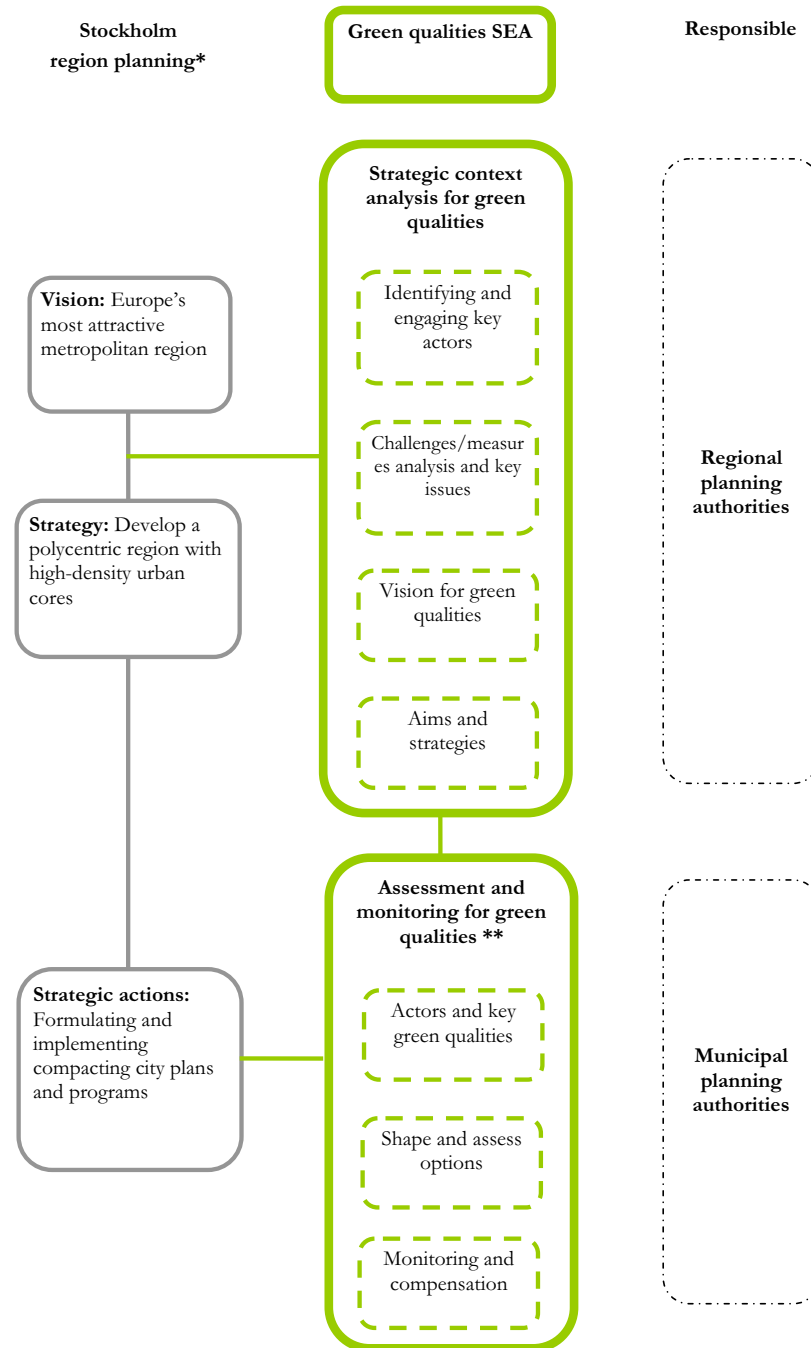 Stockholm
region planning*
Green qualities SEA
Responsible
Strategic context
analysis for green
qualities
Identifying and
engaging key
actors
Challenges/measur
es analysis and key
issues
Vision for green
qualities
Aims and
strategies
Vision: Europe's
most attractive
metropolitan region
Strategy: Develop a
polycentric region with
high-density urban
cores
Regional
planning
authorities
Assessment and
monitoring for green
qualities **
Actors and key
green qualities
Shape and assess
options
Monitoring and
compensation
Strategic actions:
Formulating and
implementing
compacting city plans
and programs
Municipal
planning
authorities